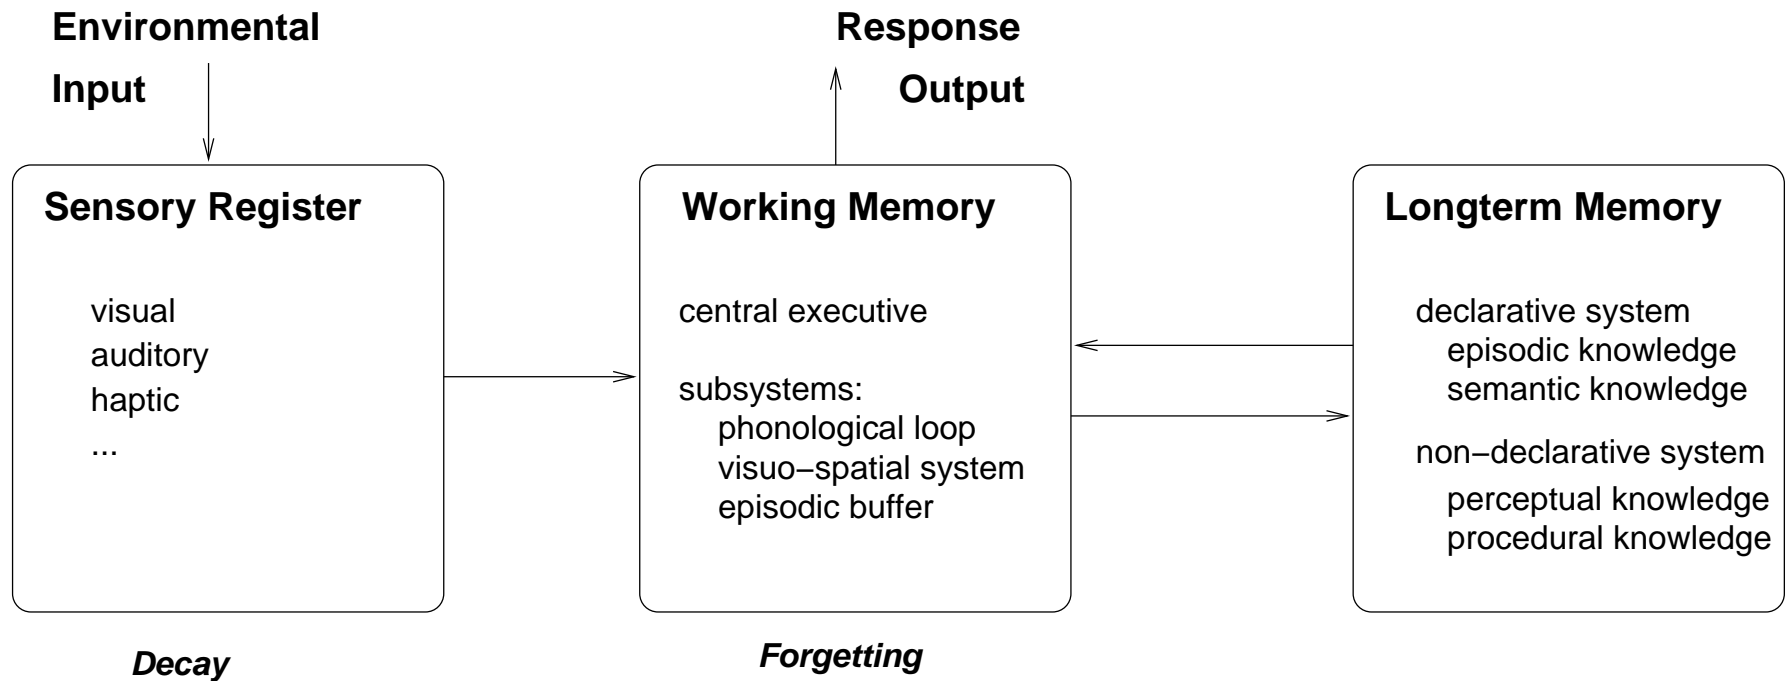 Environmental
Input
Response
Output
Sensory Register
visual
auditory
haptic
...
Decay
Working Memory
central executive
subsystems:
phonological loop
visuo−spatial system
episodic buffer
Forgetting
Longterm Memory
declarative system
episodic knowledge
semantic knowledge
non−declarative system
perceptual knowledge
procedural knowledge